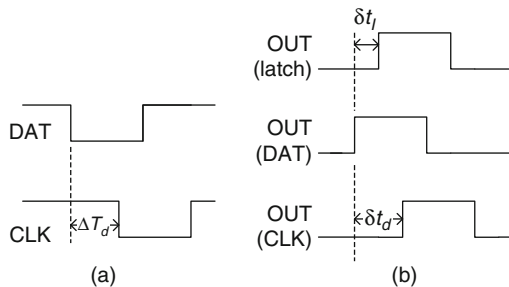 DAT
ΔT_d
CLK
(a)
δt_l
OUT
(latch)
OUT
(DAT)
δt_d
OUT
(CLK)
(b)